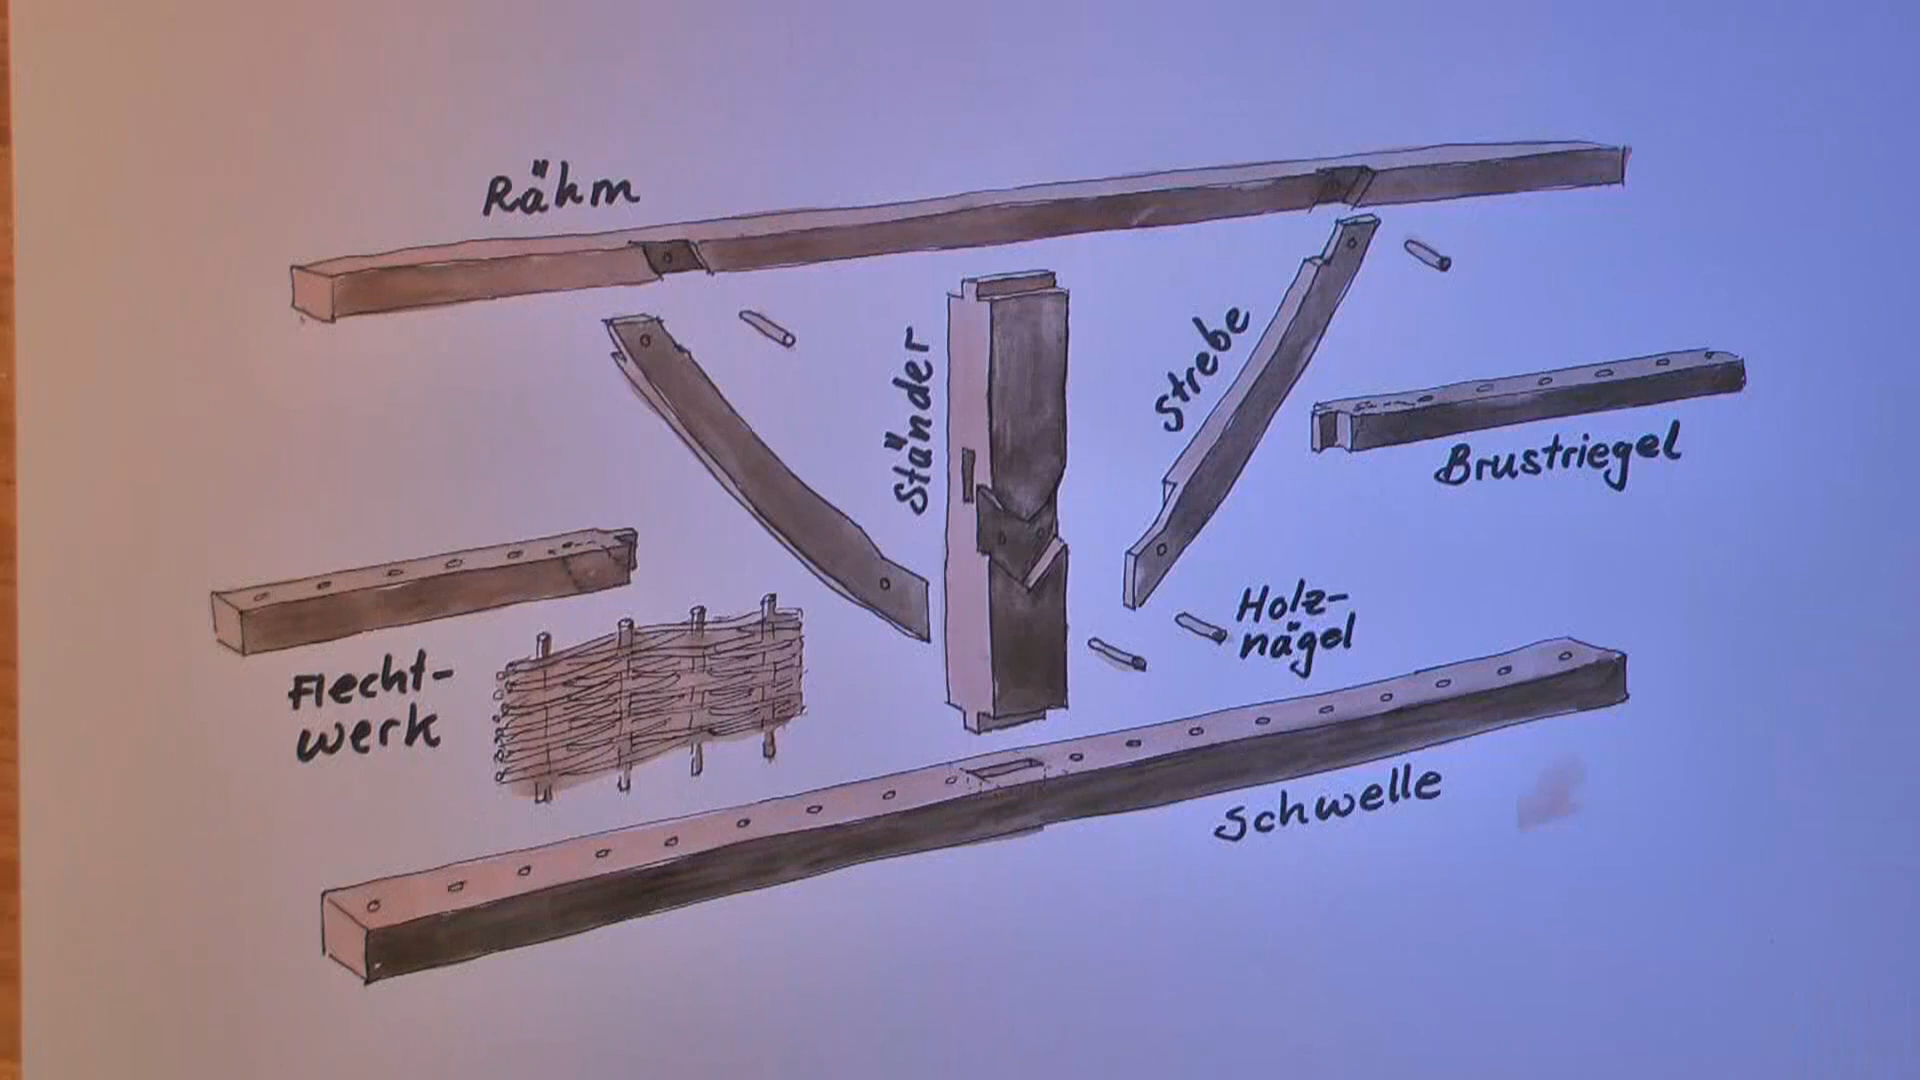 Rähm
Ständer
Strebe
Brustriegel
Holz-
nägel
Flecht-
werk
Schwelle